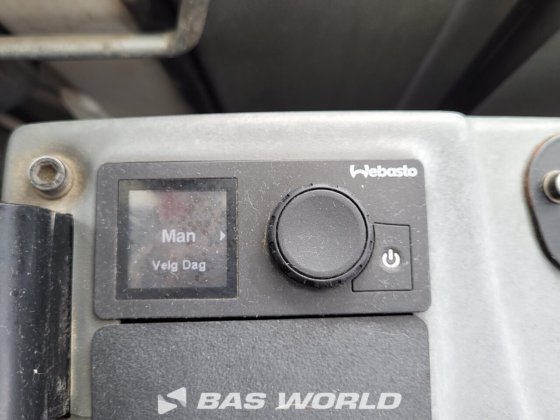 Webasto
Man
Velg Dag
BAS WORLD